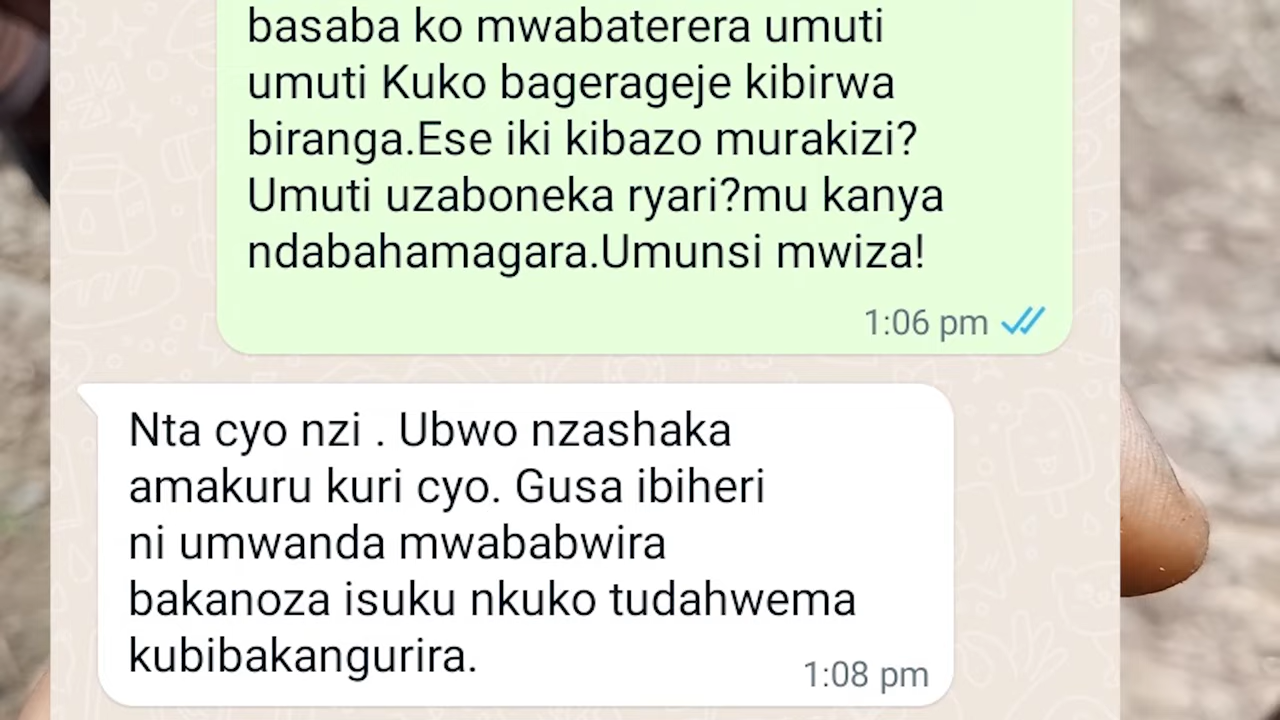 basaba ko mwabaterera umuti
umuti Kuko bagerageje kibirwa
biranga.Ese iki kibazo murakizi?
Umuti uzaboneka ryari?mu kanya
ndabahamagara.Umunsi mwiza!
1:06 pm
Nta cyo nzi . Ubwo nzashaka
amakuru kuri cyo. Gusa ibiheri
ni umwanda mwababwira
bakanoza isuku nkuko tudahwema
kubibakangurira.
1:08 pm